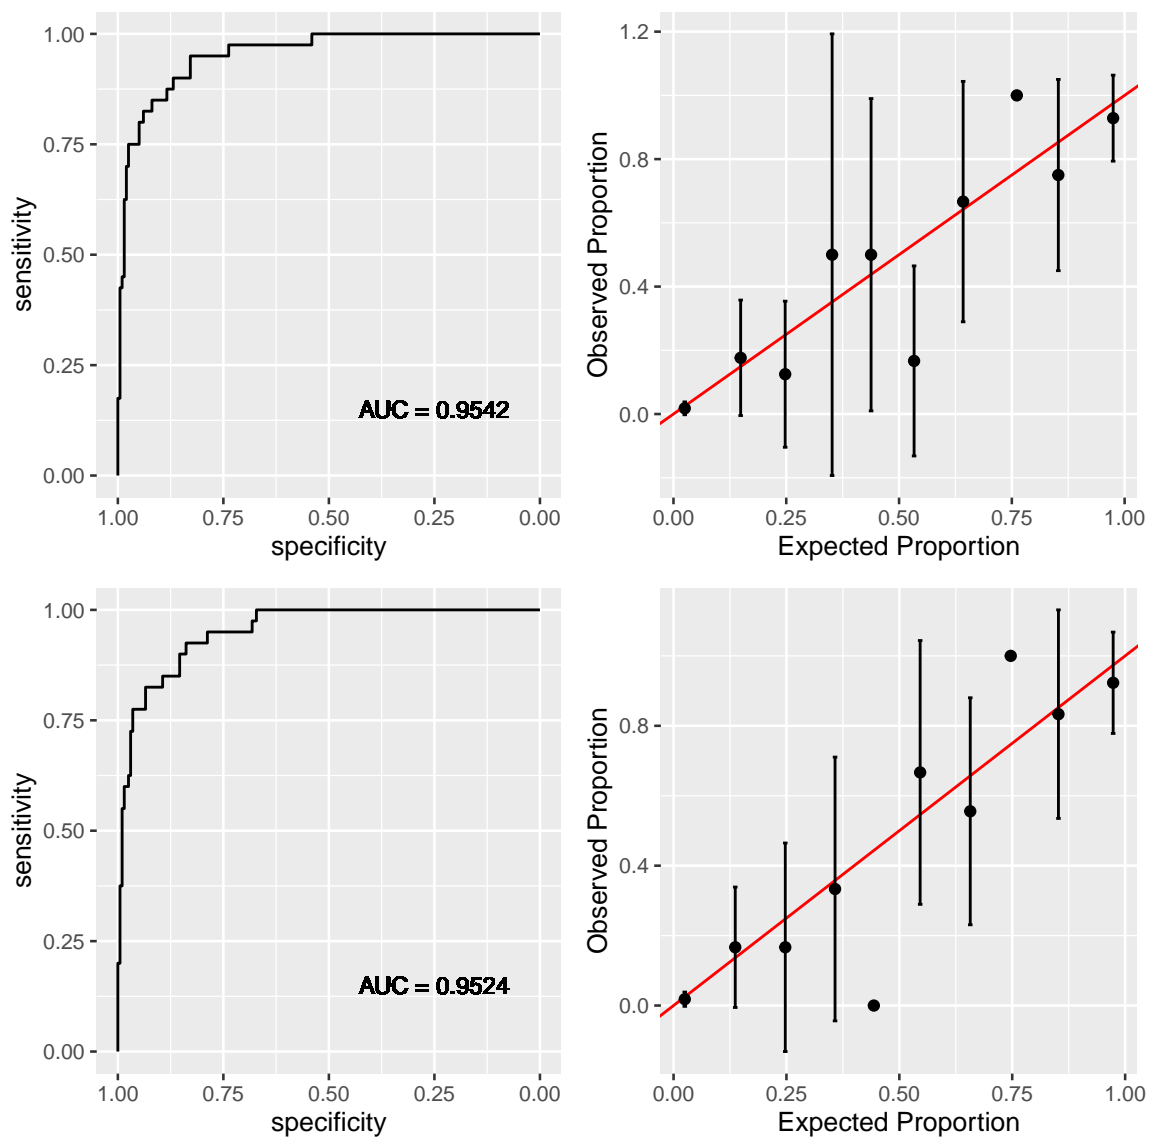 1.00
0.75
0.50
0.25
0.00
sensitivity
AUC = 0.9542
1.00 0.75 0.50 0.25 0.00
specificity
1.2
0.8
0.4
0.0
Observed Proportion
0.00 0.25 0.50 0.75 1.00
Expected Proportion
1.00
0.75
0.50
0.25
0.00
sensitivity
AUC = 0.9524
1.00 0.75 0.50 0.25 0.00
specificity
0.8
0.4
0.0
Observed Proportion
0.00 0.25 0.50 0.75 1.00
Expected Proportion